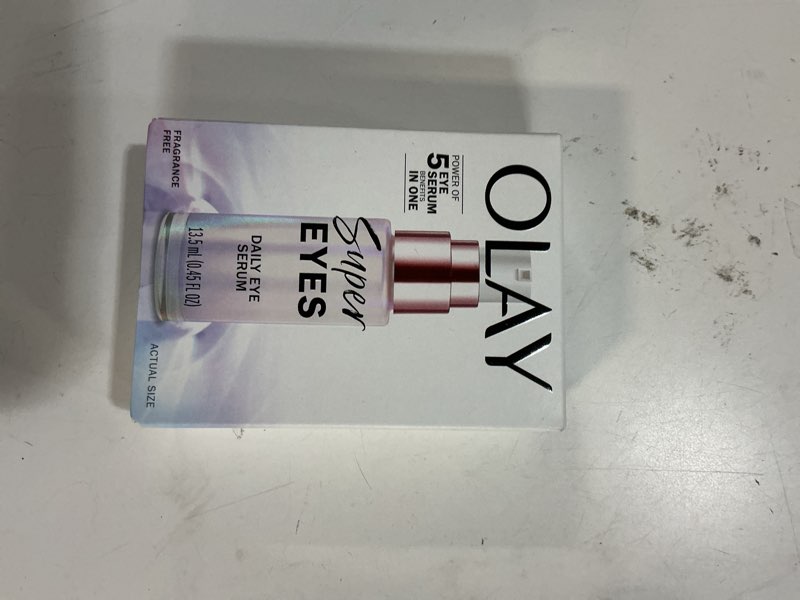 OLAY
POWER OF
5 EYE
SERUM
BENEFITS
IN ONE
Super
EYES
DAILY EYE
SERUM
13.5 mL (0.45 FL OZ)
FRAGRANCE
FREE
ACTUAL SIZE